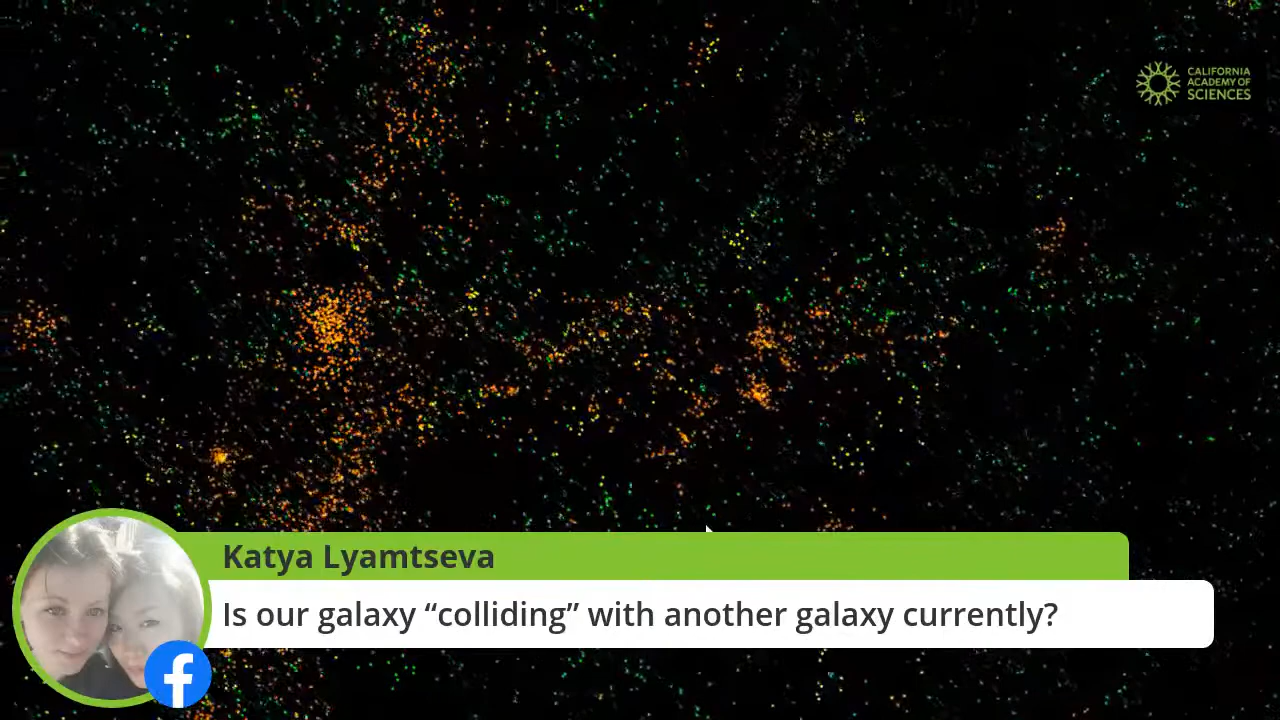 CALIFORNIA
ACADEMY OF
SCIENCES
Katya Lyamtseva
Is our galaxy “colliding” with another galaxy currently?